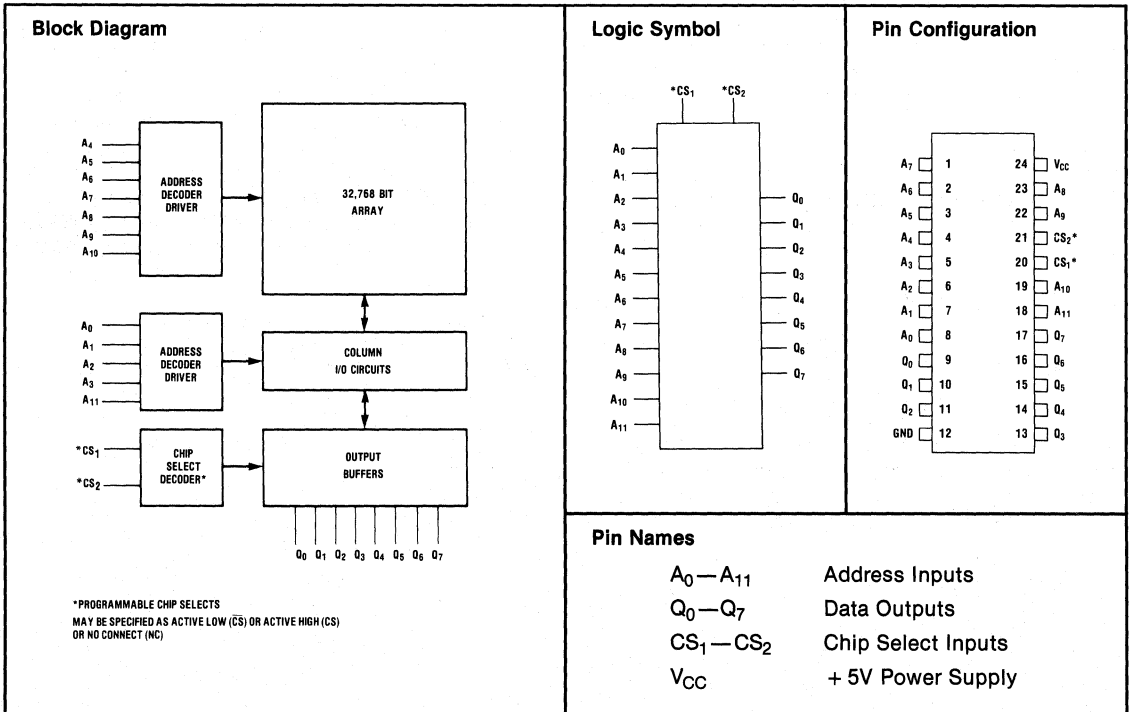 Block Diagram
A4
A5
A6
A7
A8
A9
A10
ADDRESS
DECODER
DRIVER
32,768 BIT
ARRAY
A0
A1
A2
A3
A11
ADDRESS
DECODER
DRIVER
COLUMN
I/O CIRCUITS
*CS1
*CS2
CHIP
SELECT
DECODER*
OUTPUT
BUFFERS
Q0 Q1 Q2 Q3 Q4 Q5 Q6 Q7
*PROGRAMMABLE CHIP SELECTS
MAY BE SPECIFIED AS ACTIVE LOW (C̅S̅) OR ACTIVE HIGH (CS)
OR NO CONNECT (NC)
Logic Symbol
*CS1 *CS2
A0
A1
A2
A3
A4
A5
A6
A7
A8
A9
A10
A11
Q0
Q1
Q2
Q3
Q4
Q5
Q6
Q7
Pin Configuration
A7 1 24 VCC
A6 2 23 A8
A5 3 22 A9
A4 4 21 CS2*
A3 5 20 CS1*
A2 6 19 A10
A1 7 18 A11
A0 8 17 Q7
Q0 9 16 Q6
Q1 10 15 Q5
Q2 11 14 Q4
GND 12 13 Q3
Pin Names
A0—A11 Address Inputs
Q0—Q7 Data Outputs
CS1—CS2 Chip Select Inputs
VCC + 5V Power Supply